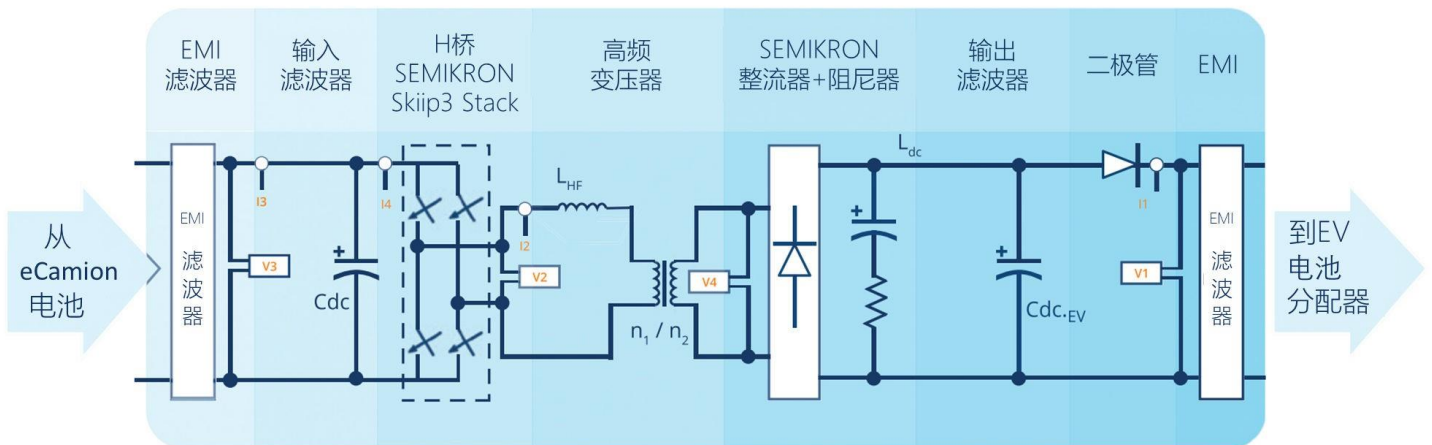 EMI
滤波器
输入
滤波器
H桥
SEMIKRON
Skiip3 Stack
高频
变压器
SEMIKRON
整流器+阻尼器
输出
滤波器
二极管
EMI
从
eCamion
电池
EMI
滤
波
器
I3
V3
+
Cdc
I4
I2
V2
L_HF
n₁ / n₂
V4
+
L_dc
+
Cdc._EV
I1
V1
EMI
滤
波
器
到EV
电池
分配器